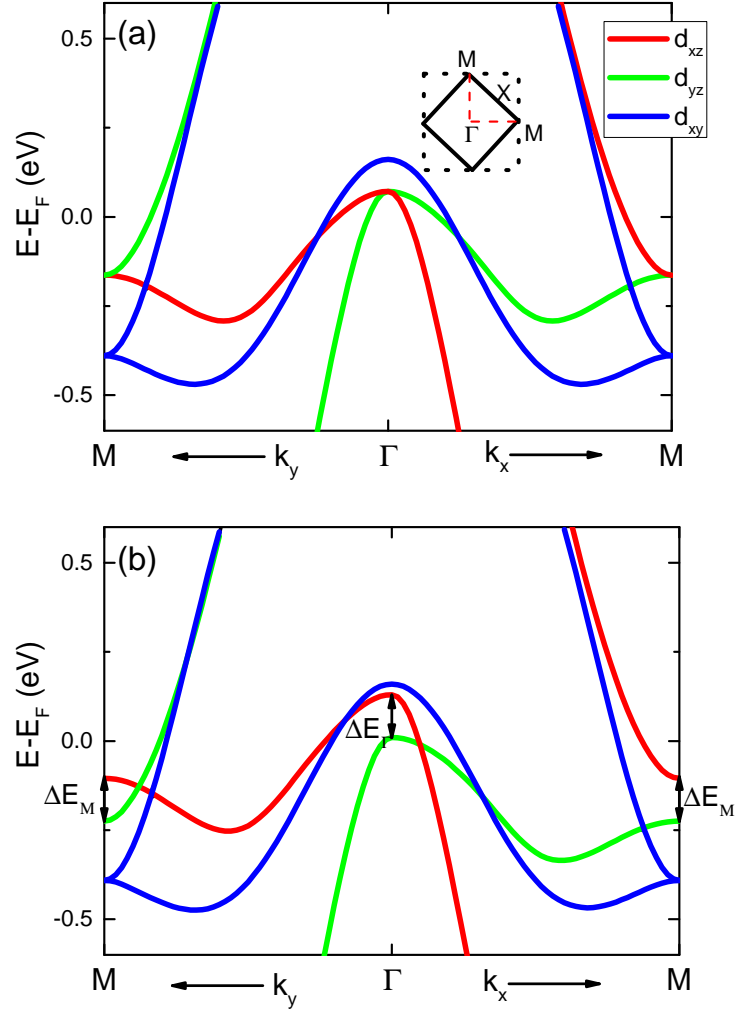 (a)
d_xz
d_yz
d_xy
M
X
Γ
M
E-E_F (eV)
0.5
0.0
-0.5
M
k_y
Γ
k_x
M
(b)
E-E_F (eV)
0.5
0.0
-0.5
ΔE_Γ
ΔE_M
ΔE_M
M
k_y
Γ
k_x
M